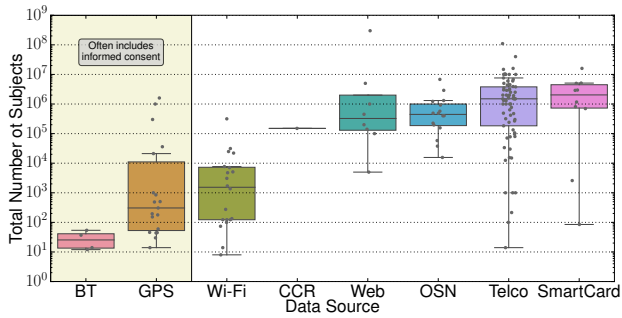 10^9
10^8
10^7
10^6
10^5
10^4
10^3
10^2
10^1
10^0
Total Number of Subjects
Often includes
informed consent
BT GPS Wi-Fi CCR Web OSN Telco SmartCard
Data Source